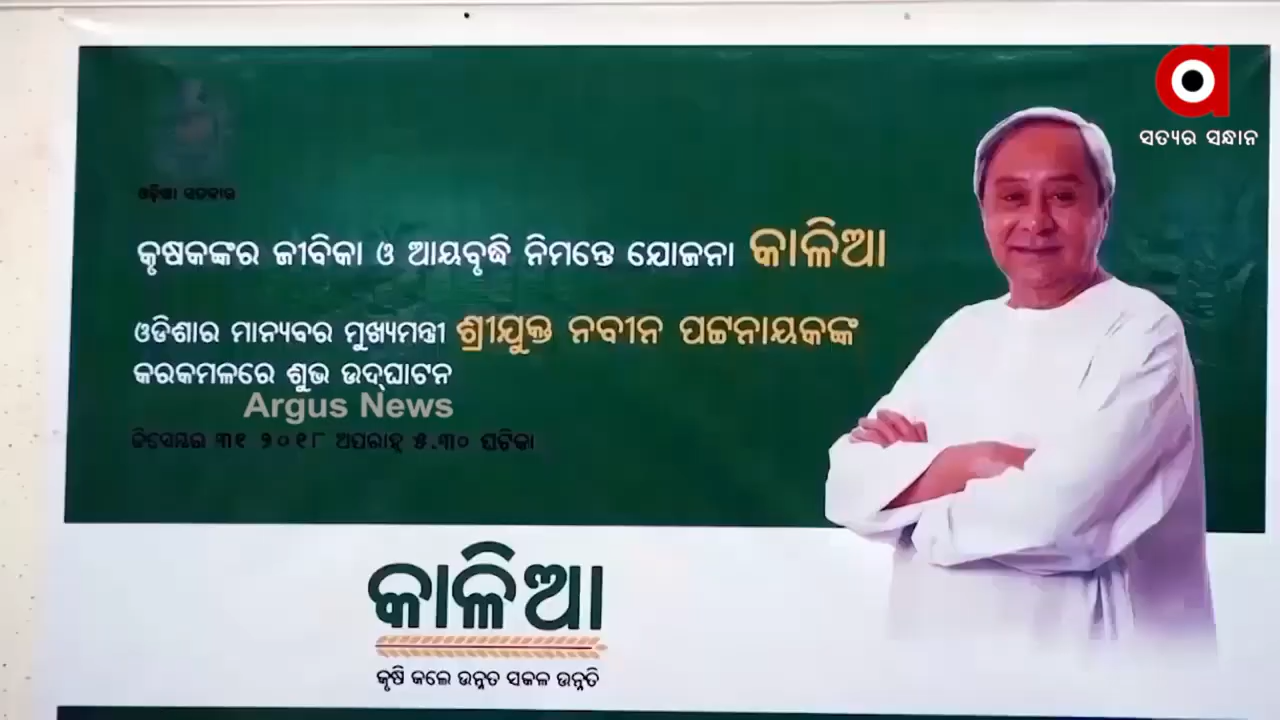 ସତ୍ୟର ସନ୍ଧାନ
ଓଡ଼ିଶା ସରକାର
କୃଷକଙ୍କର ଜୀବିକା ଓ ଆୟବୃଦ୍ଧି ନିମନ୍ତେ ଯୋଜନା କାଳିଆ
ଓଡିଶାର ମାନ୍ୟବର ମୁଖ୍ୟମନ୍ତ୍ରୀ ଶ୍ରୀଯୁକ୍ତ ନବୀନ ପଟ୍ଟନାୟକଙ୍କ
କରକମଳରେ ଶୁଭ ଉଦ୍‌ଘାଟନ
Argus News
ଡିସେମ୍ବର ୩୧ ୨୦୧୮ ଅପରାହ୍ନ ୫.୩୦ ଘଟିକା
କାଳିଆ
କୃଷି କଲେ ଉନ୍ନତ ସକଳ ଉନ୍ନତି